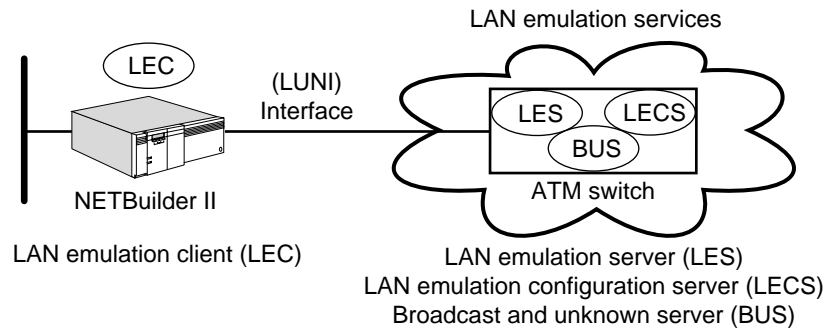 LAN emulation services
LEC
(LUNI)
Interface
LES
LECS
BUS
NETBuilder II
ATM switch
LAN emulation client (LEC)
LAN emulation server (LES)
LAN emulation configuration server (LECS)
Broadcast and unknown server (BUS)